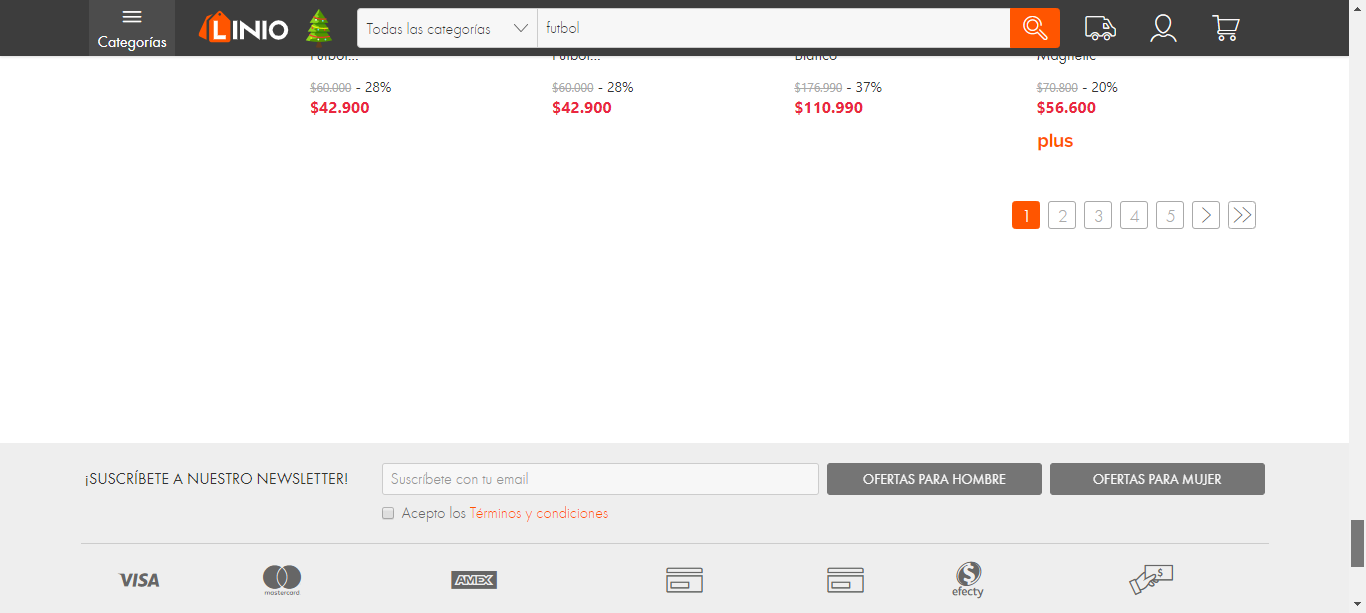 Categorías
LINIO
Todas las categorías
futbol
Futbol...
Futbol...
Blanco
Magnetic
$60.000 - 28%
$60.000 - 28%
$176.990 - 37%
$70.800 - 20%
$42.900
$42.900
$110.990
$56.600
plus
1 2 3 4 5
¡SUSCRÍBETE A NUESTRO NEWSLETTER!
Suscríbete con tu email
OFERTAS PARA HOMBRE
OFERTAS PARA MUJER
Acepto los Términos y condiciones
VISA
mastercard
AMEX
efecty